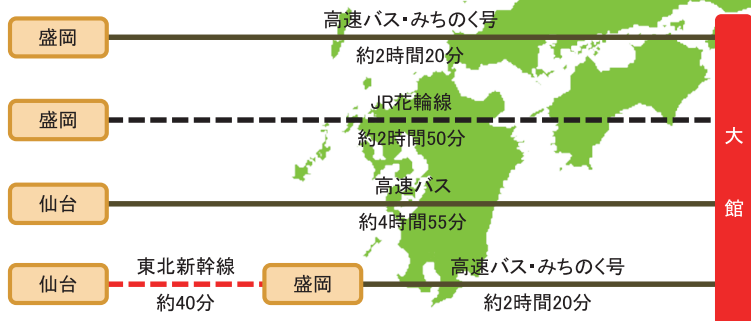 盛岡
高速バス・みちのく号
約2時間20分
盛岡
JR花輪線
約2時間50分
仙台
高速バス
約4時間55分
仙台
東北新幹線
約40分
盛岡
高速バス・みちのく号
約2時間20分
大館